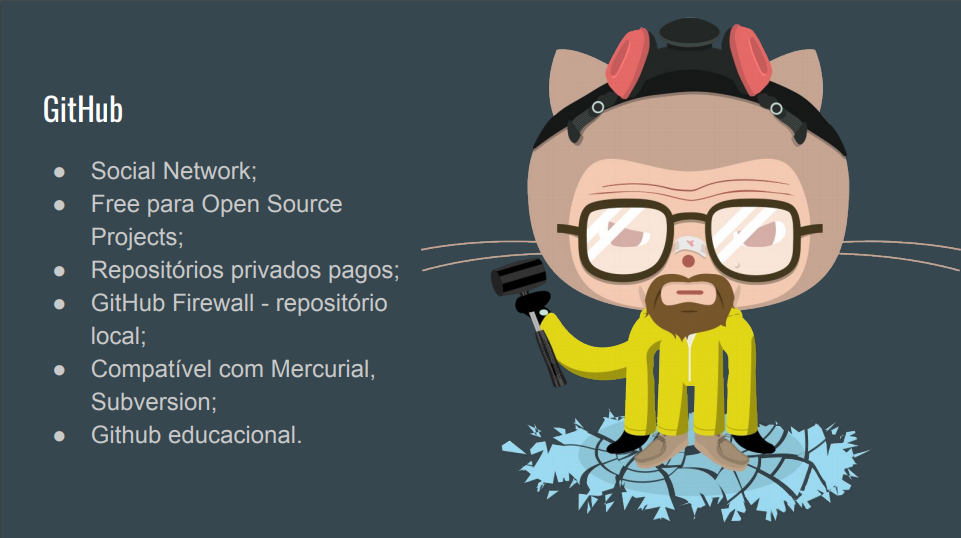 GitHub
● Social Network;
● Free para Open Source
Projects;
● Repositórios privados pagos;
● GitHub Firewall - repositório
local;
● Compatível com Mercurial,
Subversion;
● Github educacional.